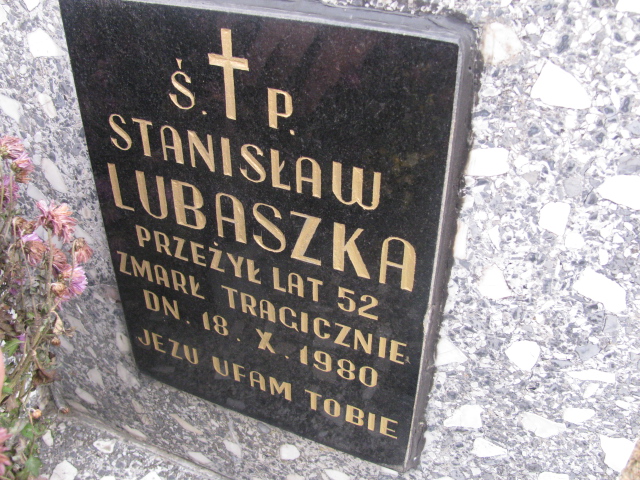 Ś. P.
STANISŁAW
LUBASZKA
PRZEŻYŁ LAT 52
ZMARŁ TRAGICZNIE
DN. 18. X. 1980
JEZU UFAM TOBIE